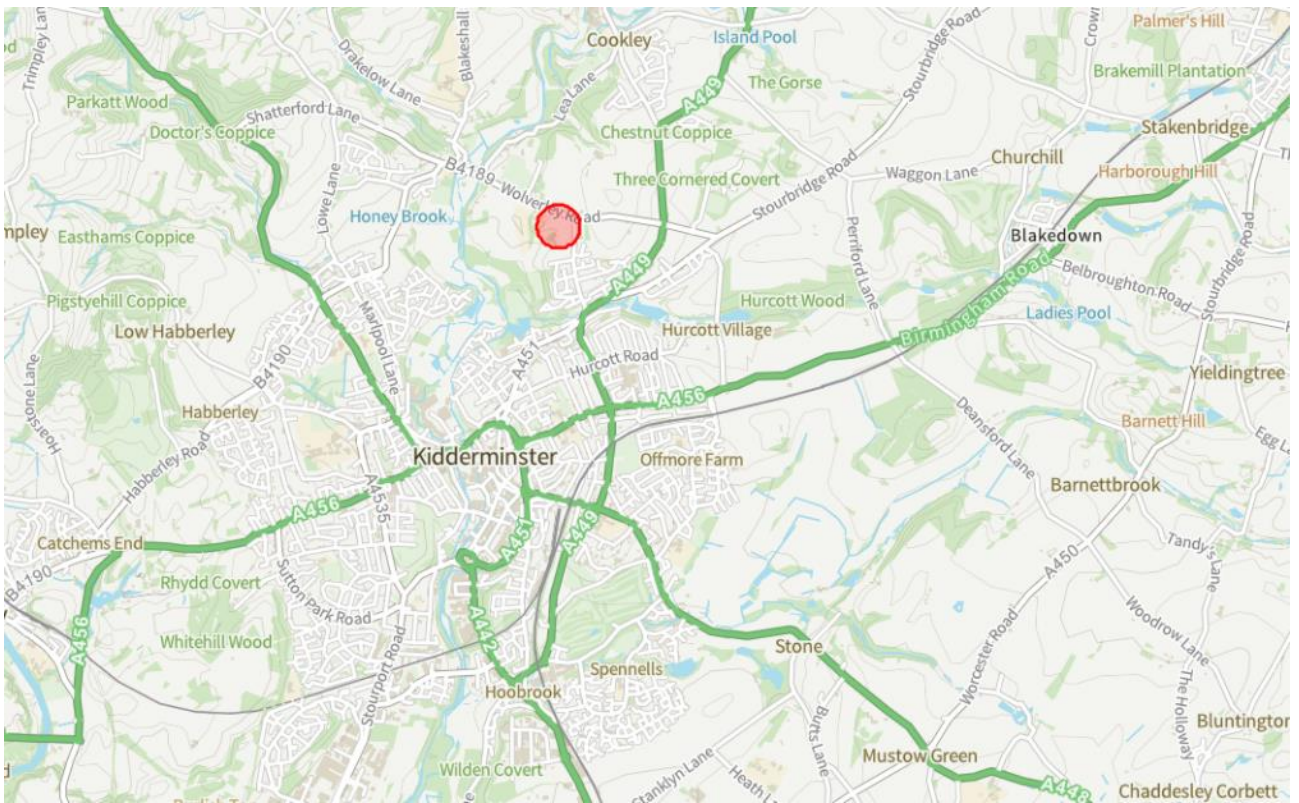 Palmer's Hill
Cookley
Island Pool
Stourbridge Road
Crown
Trimpley Lane
Drakelow Lane
Blakeshall
The Gorse
Brakemill Plantation
Parkatt Wood
Shatterford Lane
Lea Lane
A449
Doctor's Coppice
Chestnut Coppice
Stakenbridge
Churchill
B4189
Wolverley Road
Three Cornered Covert
Waggon Lane
Harborough Hill
Lowe Lane
Honey Brook
Stourbridge Road
mpley
Easthams Coppice
Perriford Lane
Blakedown
A449
Belbroughton Road
Stourbridge Road
Pigstyehill Coppice
Marlpool Lane
Hurcott Wood
Birmingham Road
Ladies Pool
Low Habberley
Hurcott Village
B4190
A451
Hurcott Road
Yieldingtree
Hoarstone Lane
Habberley
A456
Deansford Lane
Barnett Hill
Egg La
Habberley Road
Kidderminster
Offmore Farm
A4535
Barnettbrook
A456
Catchems End
A451
A449
Tandy's Lane
B4190
Rhydd Covert
A450
Sutton Park Road
A456
Whitehill Wood
A442
Woodrow Lane
Stone
Stourport Road
Spennells
Worcester Road
The Holloway
Hoobrook
Bluntington
Butts Lane
Mustow Green
Wilden Covert
Stanklyn Lane
Heath La
A448
Chaddesley Corbett